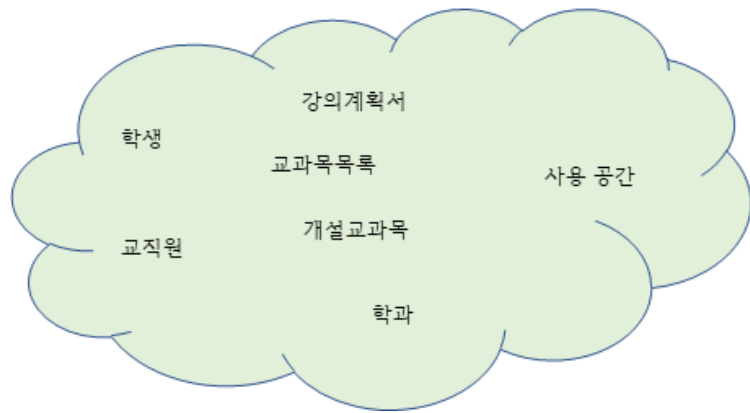 강의계획서
학생
교과목목록
사용 공간
개설교과목
교직원
학과